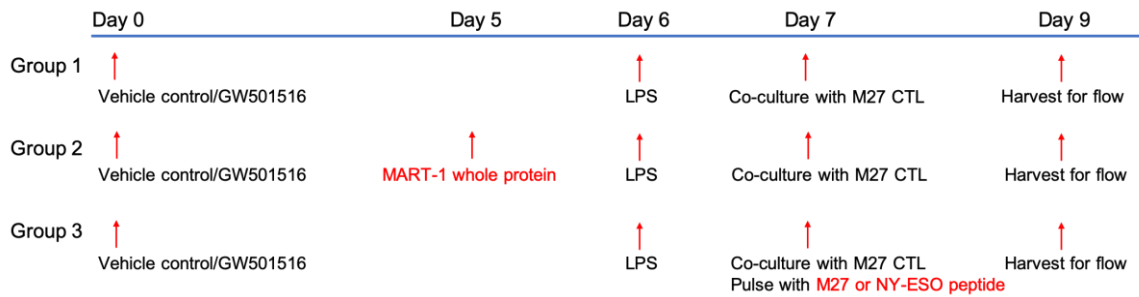 Day 0 Day 5 Day 6 Day 7 Day 9
Group 1
Vehicle control/GW501516 LPS Co-culture with M27 CTL Harvest for flow
Group 2
Vehicle control/GW501516 MART-1 whole protein LPS Co-culture with M27 CTL Harvest for flow
Group 3
Vehicle control/GW501516 LPS Co-culture with M27 CTL Harvest for flow
Pulse with M27 or NY-ESO peptide